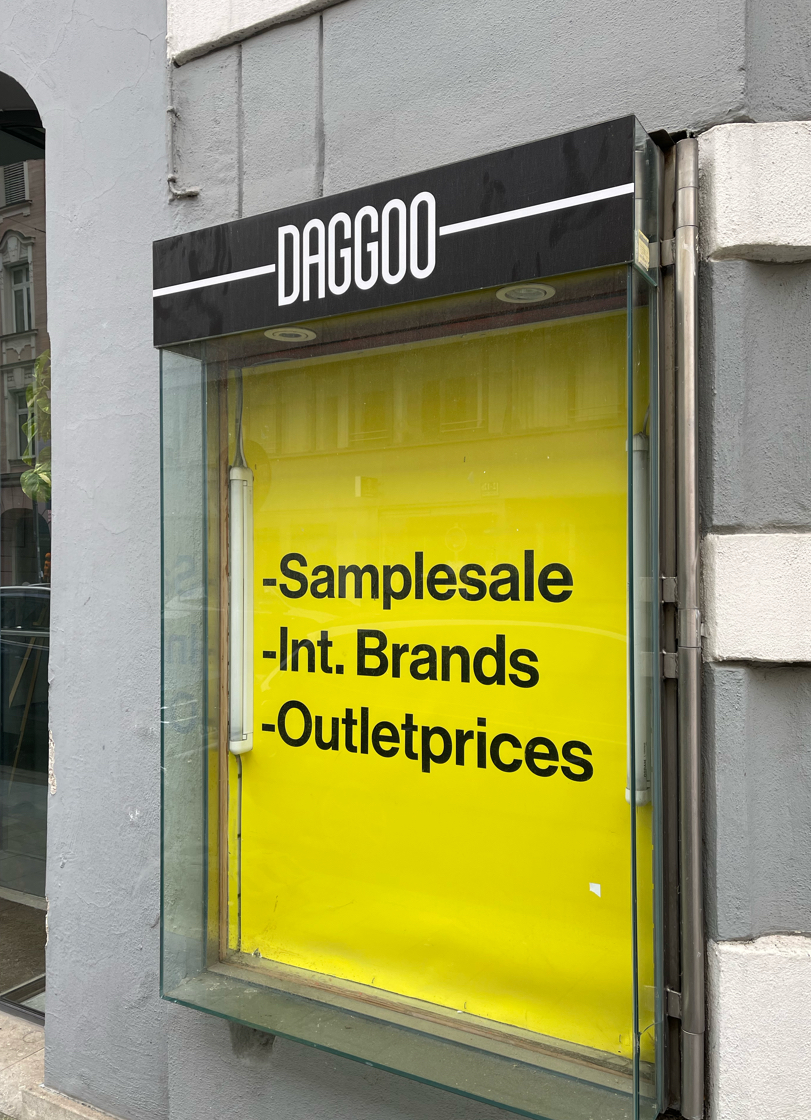 DAGGOO
-Samplesale
-Int. Brands
-Outletprices